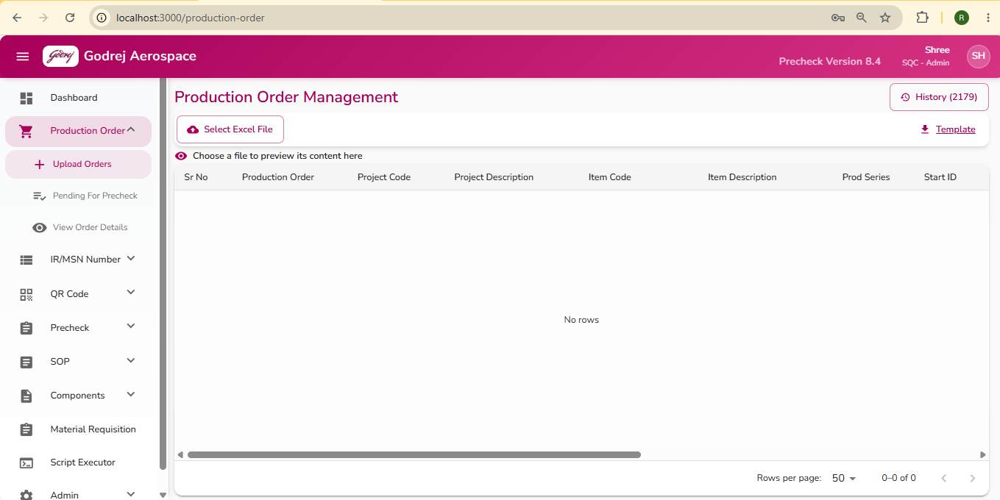 localhost:3000/production-order
R
Godrej
Godrej Aerospace
Precheck Version 8.4
Shree
SQC - Admin
SH
Dashboard
Production Order
Upload Orders
Pending For Precheck
View Order Details
IR/MSN Number
QR Code
Precheck
SOP
Components
Material Requisition
Script Executor
Admin
Production Order Management
History (2179)
Select Excel File
Template
Choose a file to preview its content here
Sr No Production Order Project Code Project Description Item Code Item Description Prod Series Start ID
No rows
Rows per page: 50 0–0 of 0